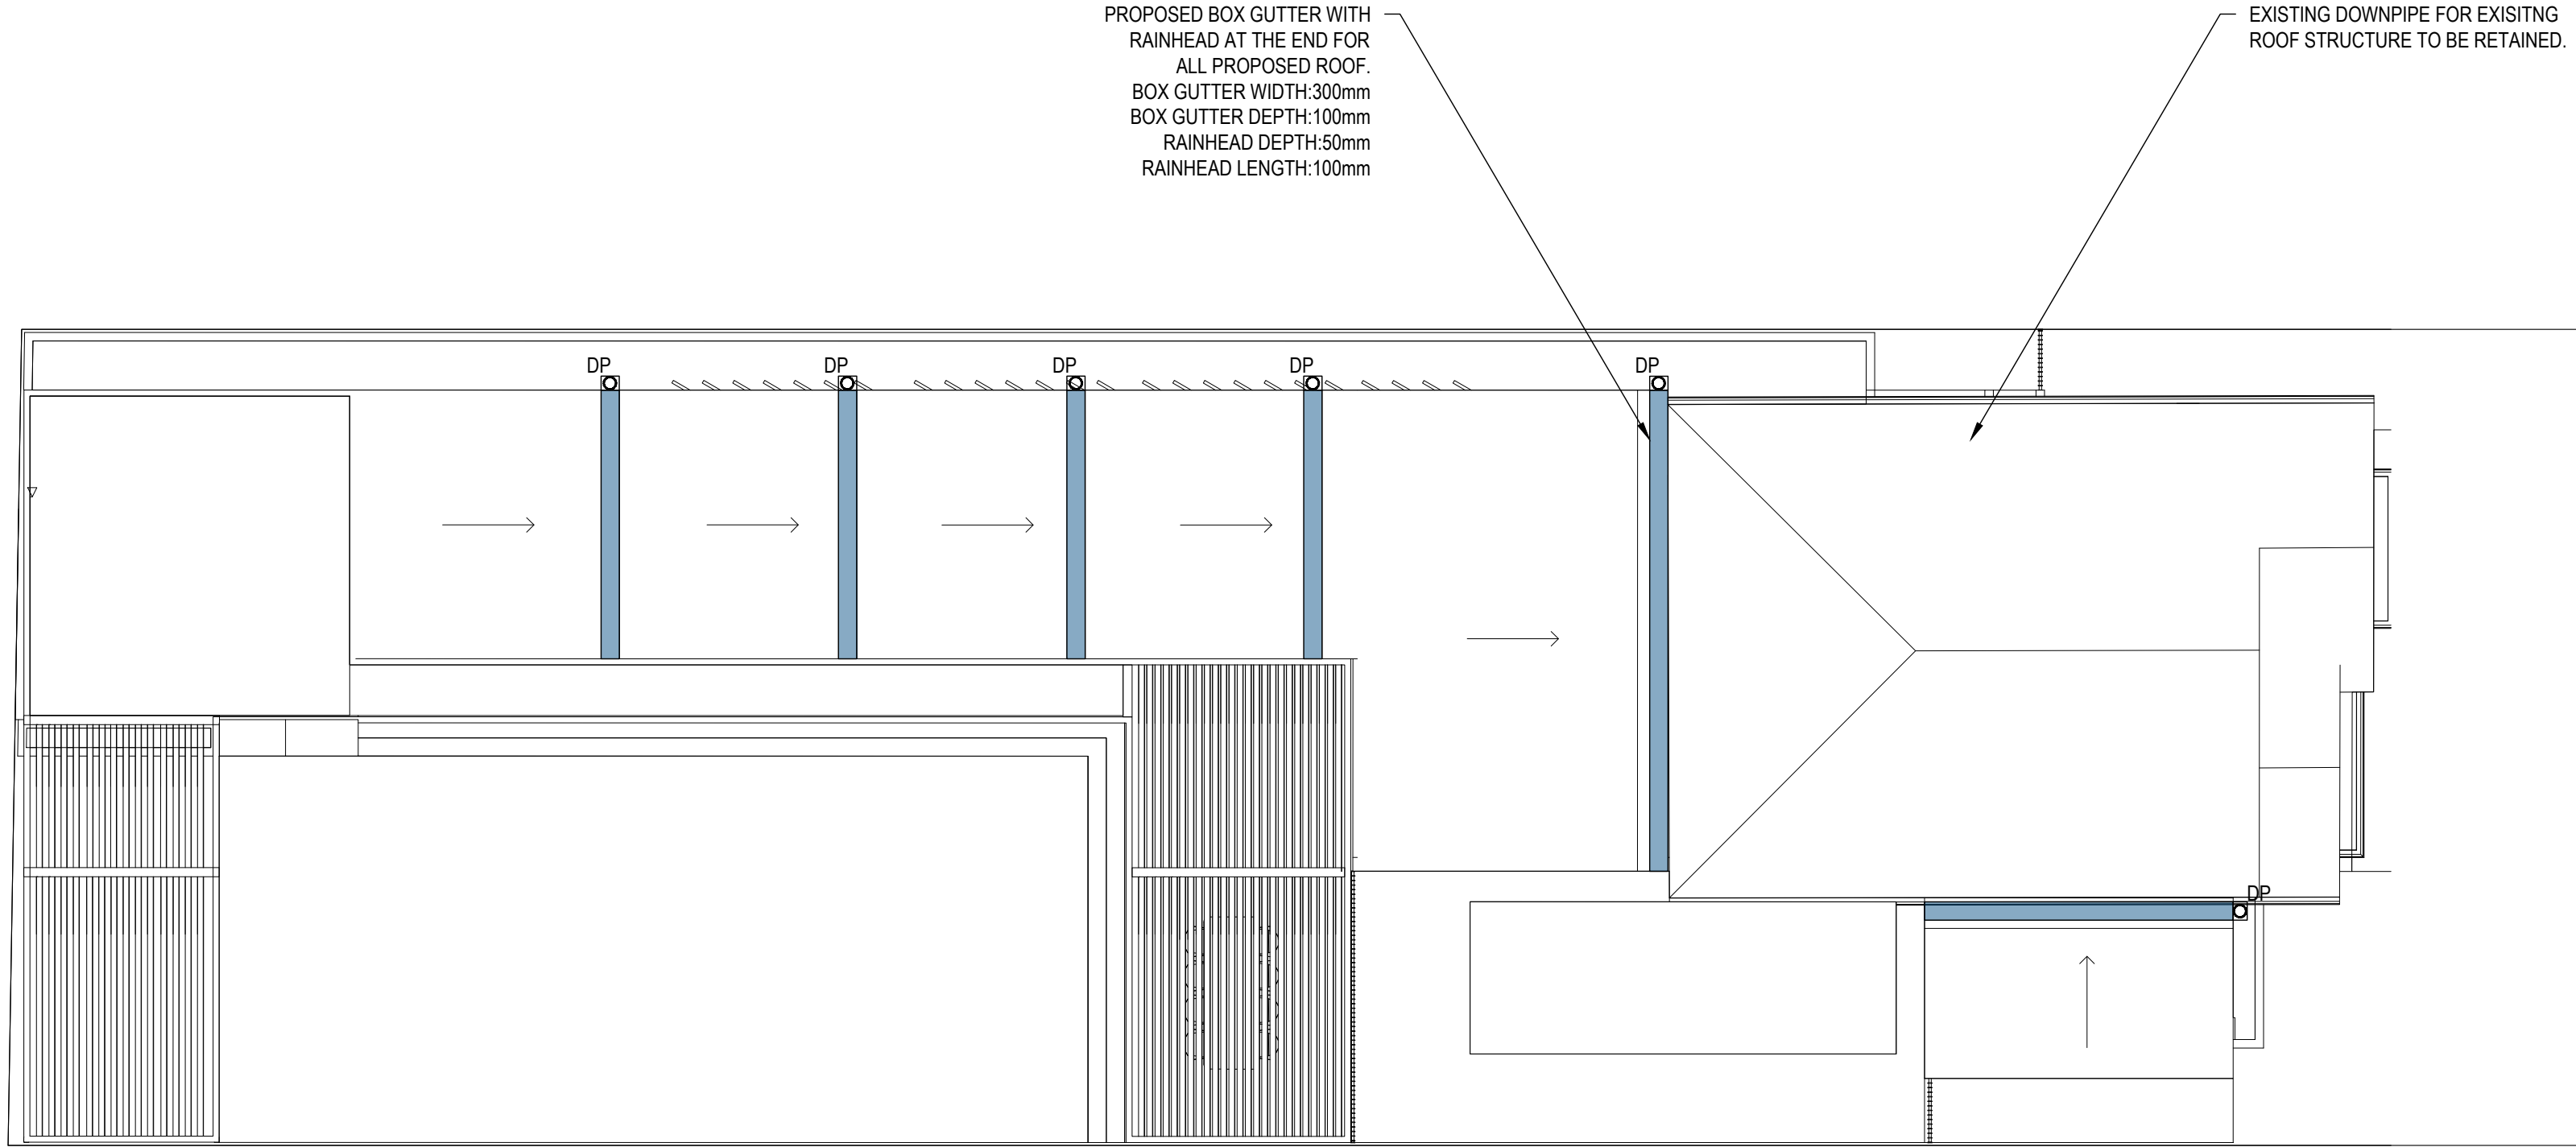 PROPOSED BOX GUTTER WITH
RAINHEAD AT THE END FOR
ALL PROPOSED ROOF.
BOX GUTTER WIDTH:300mm
BOX GUTTER DEPTH:100mm
RAINHEAD DEPTH:50mm
RAINHEAD LENGTH:100mm
EXISTING DOWNPIPE FOR EXISITNG
ROOF STRUCTURE TO BE RETAINED.
DP
DP
DP
DP
DP
DP